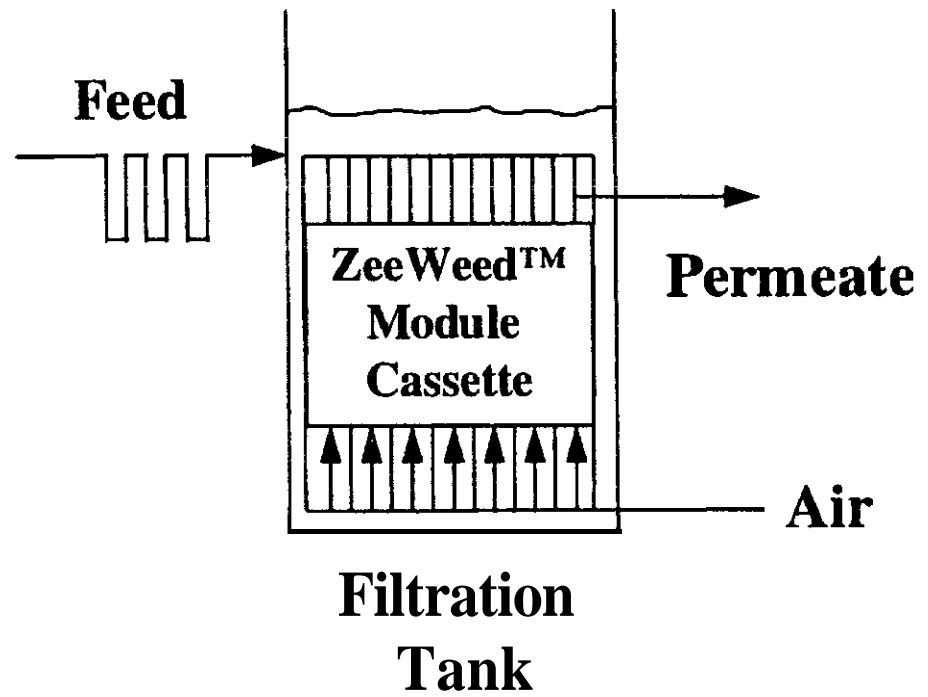 Feed
ZeeWeed™
Module
Cassette
Permeate
Air
Filtration
Tank